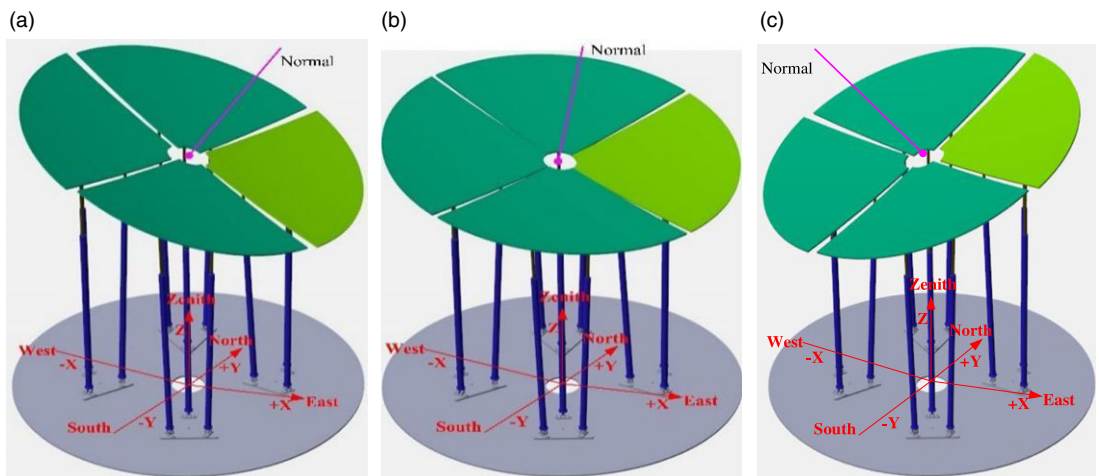 (a)
Normal
Zenith
Z
North
West
-X
+Y
+X
East
South
-Y
(b)
Normal
Zenith
Z
North
West
-X
+Y
+X
East
South
-Y
(c)
Normal
Zenith
Z
North
West
-X
+Y
+X
East
South
-Y